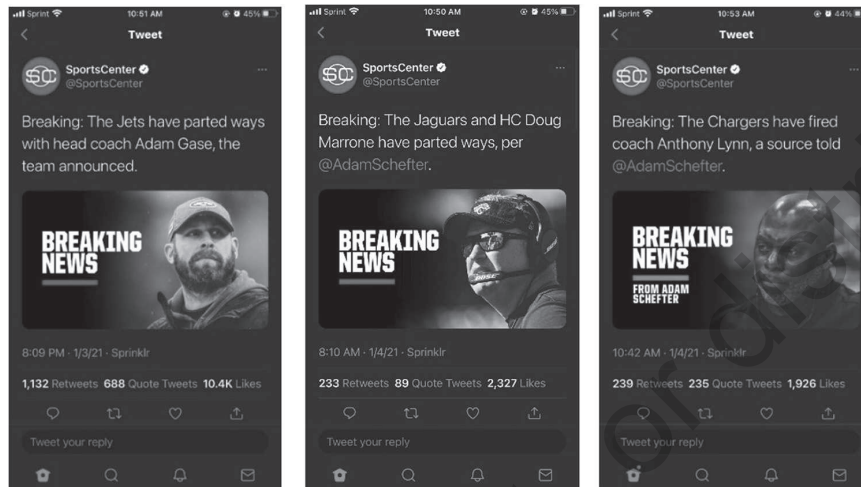 Sprint 10:51 AM 45%
Tweet
SportsCenter
@SportsCenter
Breaking: The Jets have parted ways
with head coach Adam Gase, the
team announced.
BREAKING
NEWS
8:09 PM · 1/3/21 · Sprinklr
1,132 Retweets 688 Quote Tweets 10.4K Likes
Tweet your reply
Sprint 10:50 AM 45%
Tweet
SportsCenter
@SportsCenter
Breaking: The Jaguars and HC Doug
Marrone have parted ways, per
@AdamSchefter.
BREAKING
NEWS
8:10 AM · 1/4/21 · Sprinklr
233 Retweets 89 Quote Tweets 2,327 Likes
Tweet your reply
Sprint 10:53 AM 44%
Tweet
SportsCenter
@SportsCenter
Breaking: The Chargers have fired
coach Anthony Lynn, a source told
@AdamSchefter.
BREAKING
NEWS
FROM ADAM
SCHEFTER
10:42 AM · 1/4/21 · Sprinklr
239 Retweets 235 Quote Tweets 1,926 Likes
Tweet your reply